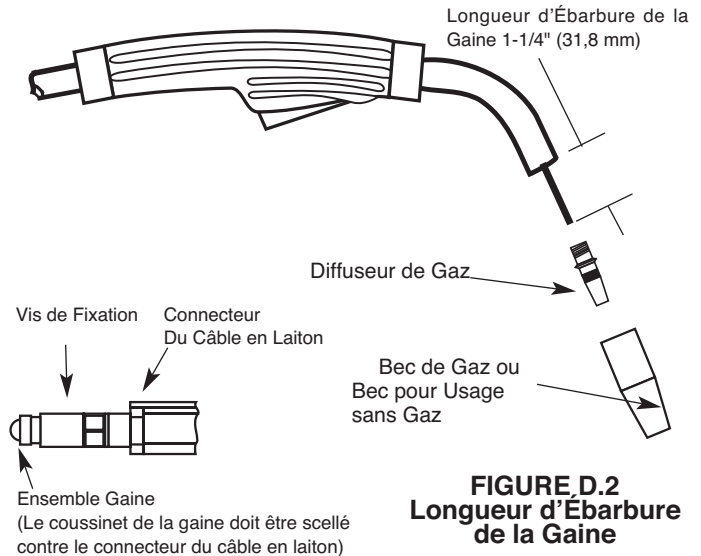 Longueur d’Ébarbure de la
Gaine 1-1/4" (31,8 mm)
Diffuseur de Gaz
Vis de Fixation
Connecteur
Du Câble en Laiton
Bec de Gaz ou
Bec pour Usage
sans Gaz
Ensemble Gaine
(Le coussinet de la gaine doit être scellé
contre le connecteur du câble en laiton)
FIGURE D.2
Longueur d’Ébarbure
de la Gaine